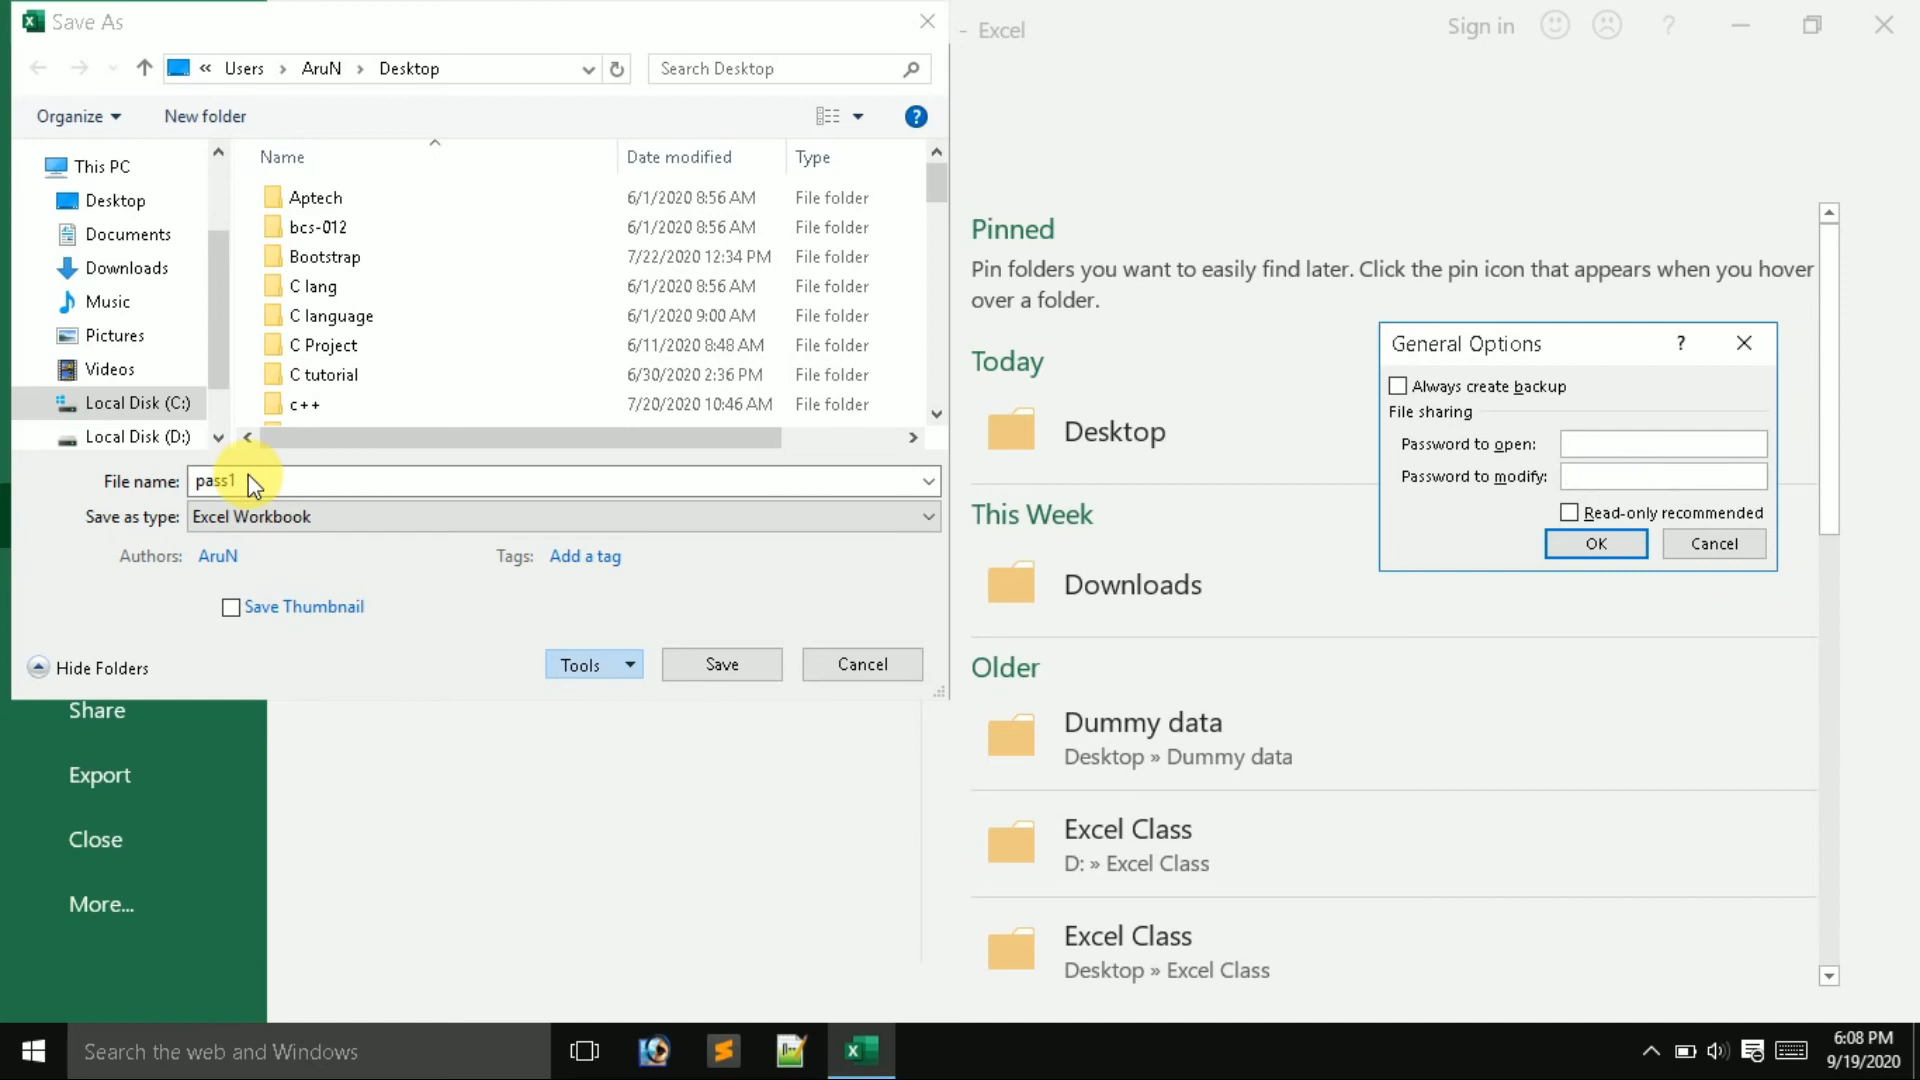 Save As
- Excel
Sign in
?
« Users > AruN > Desktop
Search Desktop
Organize
New folder
?
This PC
Desktop
Documents
Downloads
Music
Pictures
Videos
Local Disk (C:)
Local Disk (D:)
Name Date modified Type
Aptech 6/1/2020 8:56 AM File folder
bcs-012 6/1/2020 8:56 AM File folder
Bootstrap 7/22/2020 12:34 PM File folder
C lang 6/1/2020 8:56 AM File folder
C language 6/1/2020 9:00 AM File folder
C Project 6/11/2020 8:48 AM File folder
C tutorial 6/30/2020 2:36 PM File folder
c++ 7/20/2020 10:46 AM File folder
File name: pass1
Save as type: Excel Workbook
Authors: AruN
Tags: Add a tag
Save Thumbnail
Hide Folders
Tools
Save
Cancel
Share
Export
Close
More...
Pinned
Pin folders you want to easily find later. Click the pin icon that appears when you hover
over a folder.
Today
Desktop
This Week
Downloads
Older
Dummy data
Desktop » Dummy data
Excel Class
D: » Excel Class
Excel Class
Desktop » Excel Class
General Options
?
Always create backup
File sharing
Password to open:
Password to modify:
Read-only recommended
OK
Cancel
Search the web and Windows
6:08 PM
9/19/2020